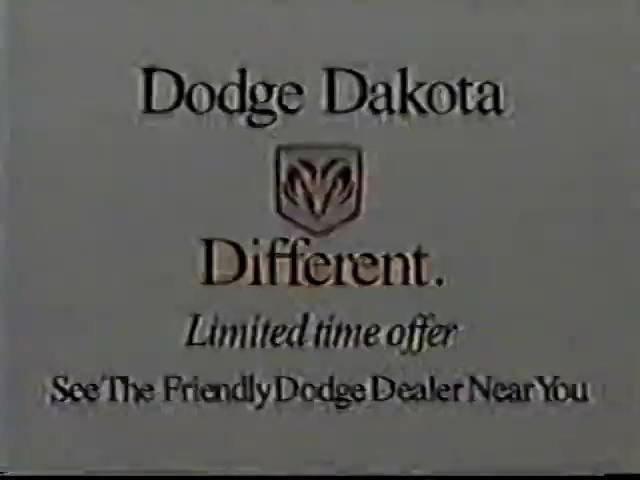 Dodge Dakota
Different.
Limited time offer
See The Friendly Dodge Dealer Near You